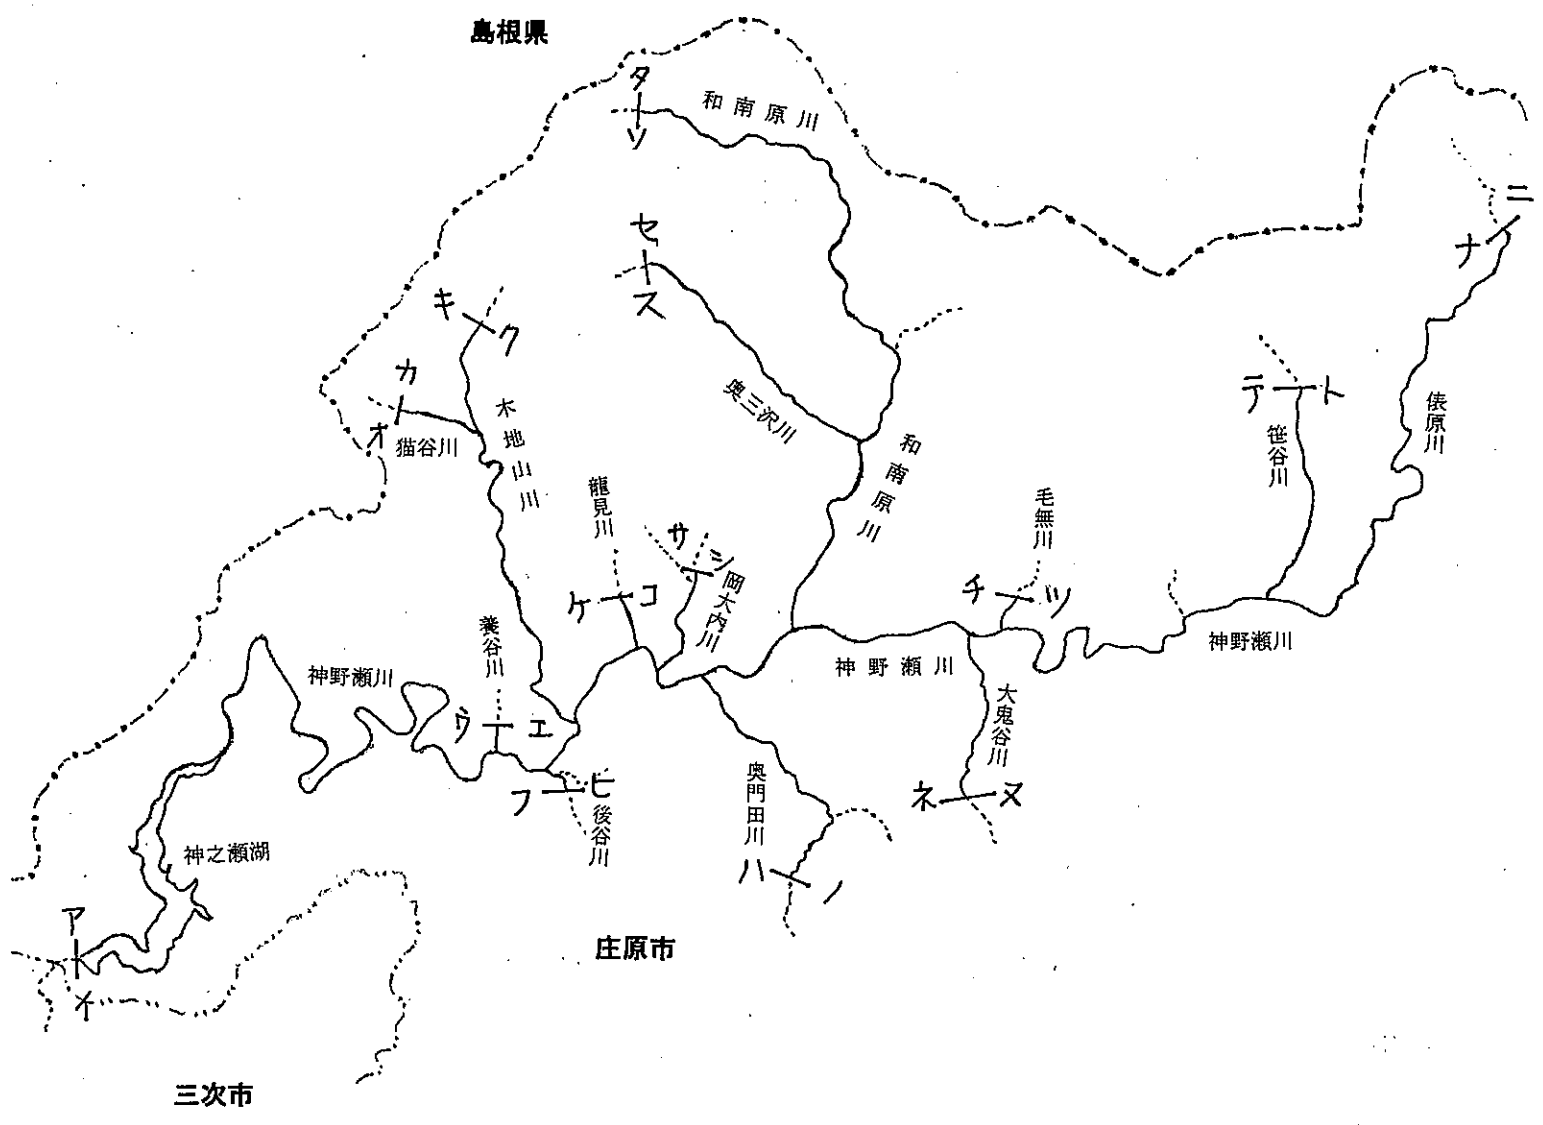 島根県
タ
ソ
和南原川
セ
ス
ニ
ナ
キ
ク
カ
オ
猫谷川
木地山川
奥三沢川
和南原川
テ
ト
笹谷川
俵原川
龍見川
ケ
コ
サ
シ
岡大内川
毛無川
チ
ツ
神野瀬川
養谷川
ウ
エ
神野瀬川
神野瀬川
大鬼谷川
ネ
ヌ
フ
ヒ
後谷川
奥門田川
ハ
ノ
神之瀬湖
ア
イ
庄原市
三次市